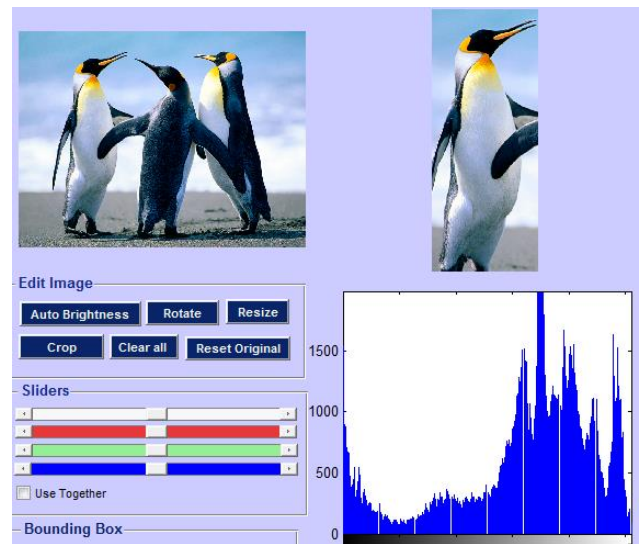 Edit Image
Auto Brightness Rotate Resize
Crop Clear all Reset Original
Sliders
Use Together
Bounding Box
1500
1000
500
0